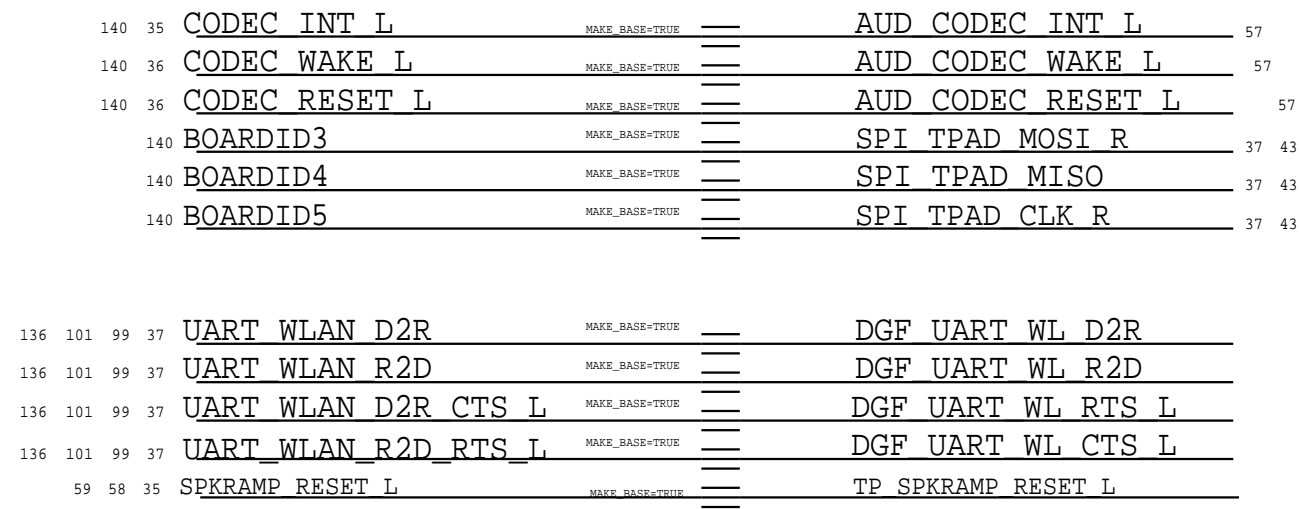 140 35 CODEC_INT_L MAKE_BASE=TRUE AUD_CODEC_INT_L 57
140 36 CODEC_WAKE_L MAKE_BASE=TRUE AUD_CODEC_WAKE_L 57
140 36 CODEC_RESET_L MAKE_BASE=TRUE AUD_CODEC_RESET_L 57
140 BOARDID3 MAKE_BASE=TRUE SPI_TPAD_MOSI_R 37 43
140 BOARDID4 MAKE_BASE=TRUE SPI_TPAD_MISO 37 43
140 BOARDID5 MAKE_BASE=TRUE SPI_TPAD_CLK_R 37 43
136 101 99 37 UART_WLAN_D2R MAKE_BASE=TRUE DGF_UART_WL_D2R
136 101 99 37 UART_WLAN_R2D MAKE_BASE=TRUE DGF_UART_WL_R2D
136 101 99 37 UART_WLAN_D2R_CTS_L MAKE_BASE=TRUE DGF_UART_WL_RTS_L
136 101 99 37 UART_WLAN_R2D_RTS_L MAKE_BASE=TRUE DGF_UART_WL_CTS_L
59 58 35 SPKRAMP_RESET_L MAKE_BASE=TRUE TP_SPKRAMP_RESET_L